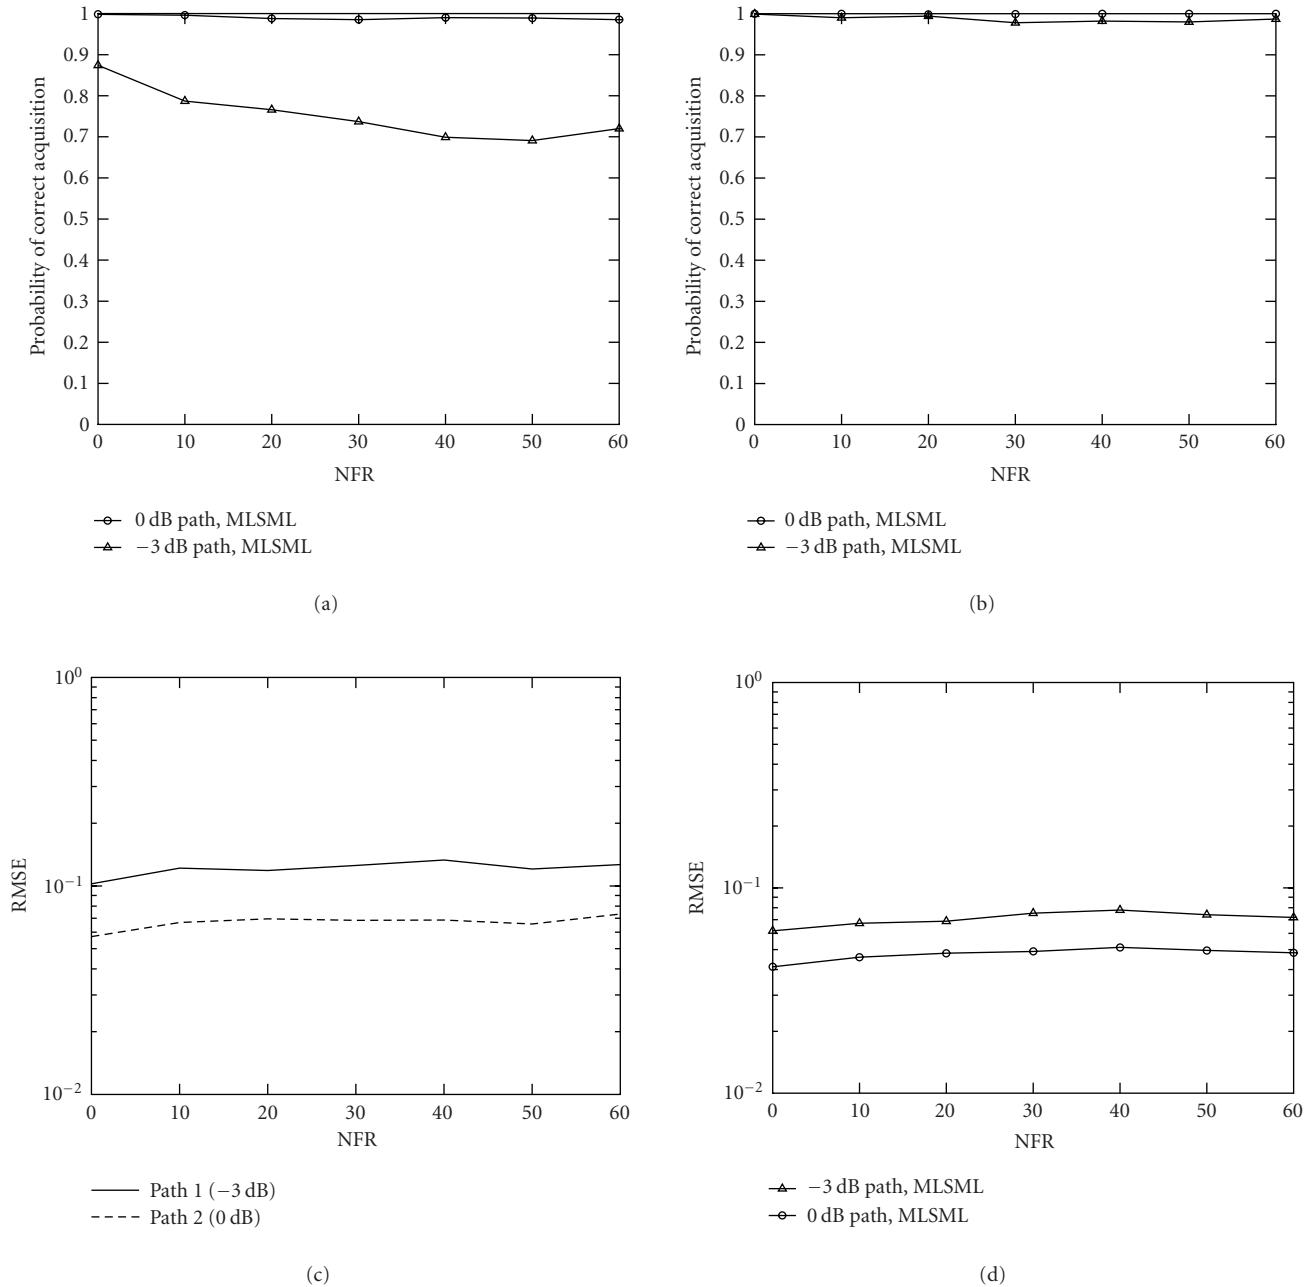 1
0.9
0.8
0.7
0.6
0.5
0.4
0.3
0.2
0.1
0
Probability of correct acquisition
0 10 20 30 40 50 60
NFR
0 dB path, MLSML
−3 dB path, MLSML
(a)
1
0.9
0.8
0.7
0.6
0.5
0.4
0.3
0.2
0.1
0
Probability of correct acquisition
0 10 20 30 40 50 60
NFR
0 dB path, MLSML
−3 dB path, MLSML
(b)
10⁰
10⁻¹
10⁻²
RMSE
0 10 20 30 40 50 60
NFR
Path 1 (−3 dB)
Path 2 (0 dB)
(c)
10⁰
10⁻¹
10⁻²
RMSE
0 10 20 30 40 50 60
NFR
−3 dB path, MLSML
0 dB path, MLSML
(d)